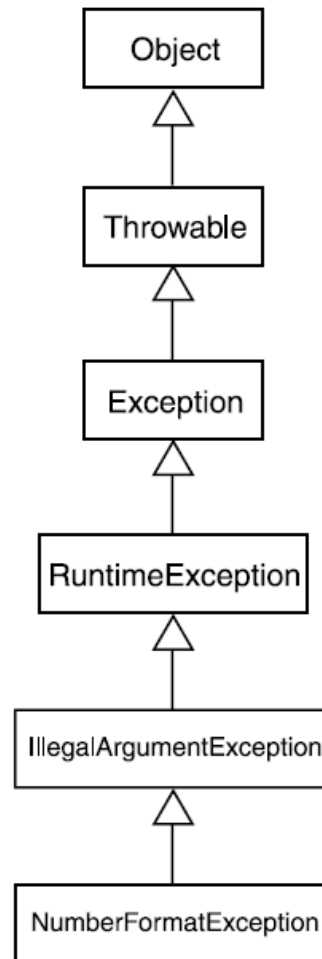 Object
Throwable
Exception
RuntimeException
IllegalArgumentException
NumberFormatException